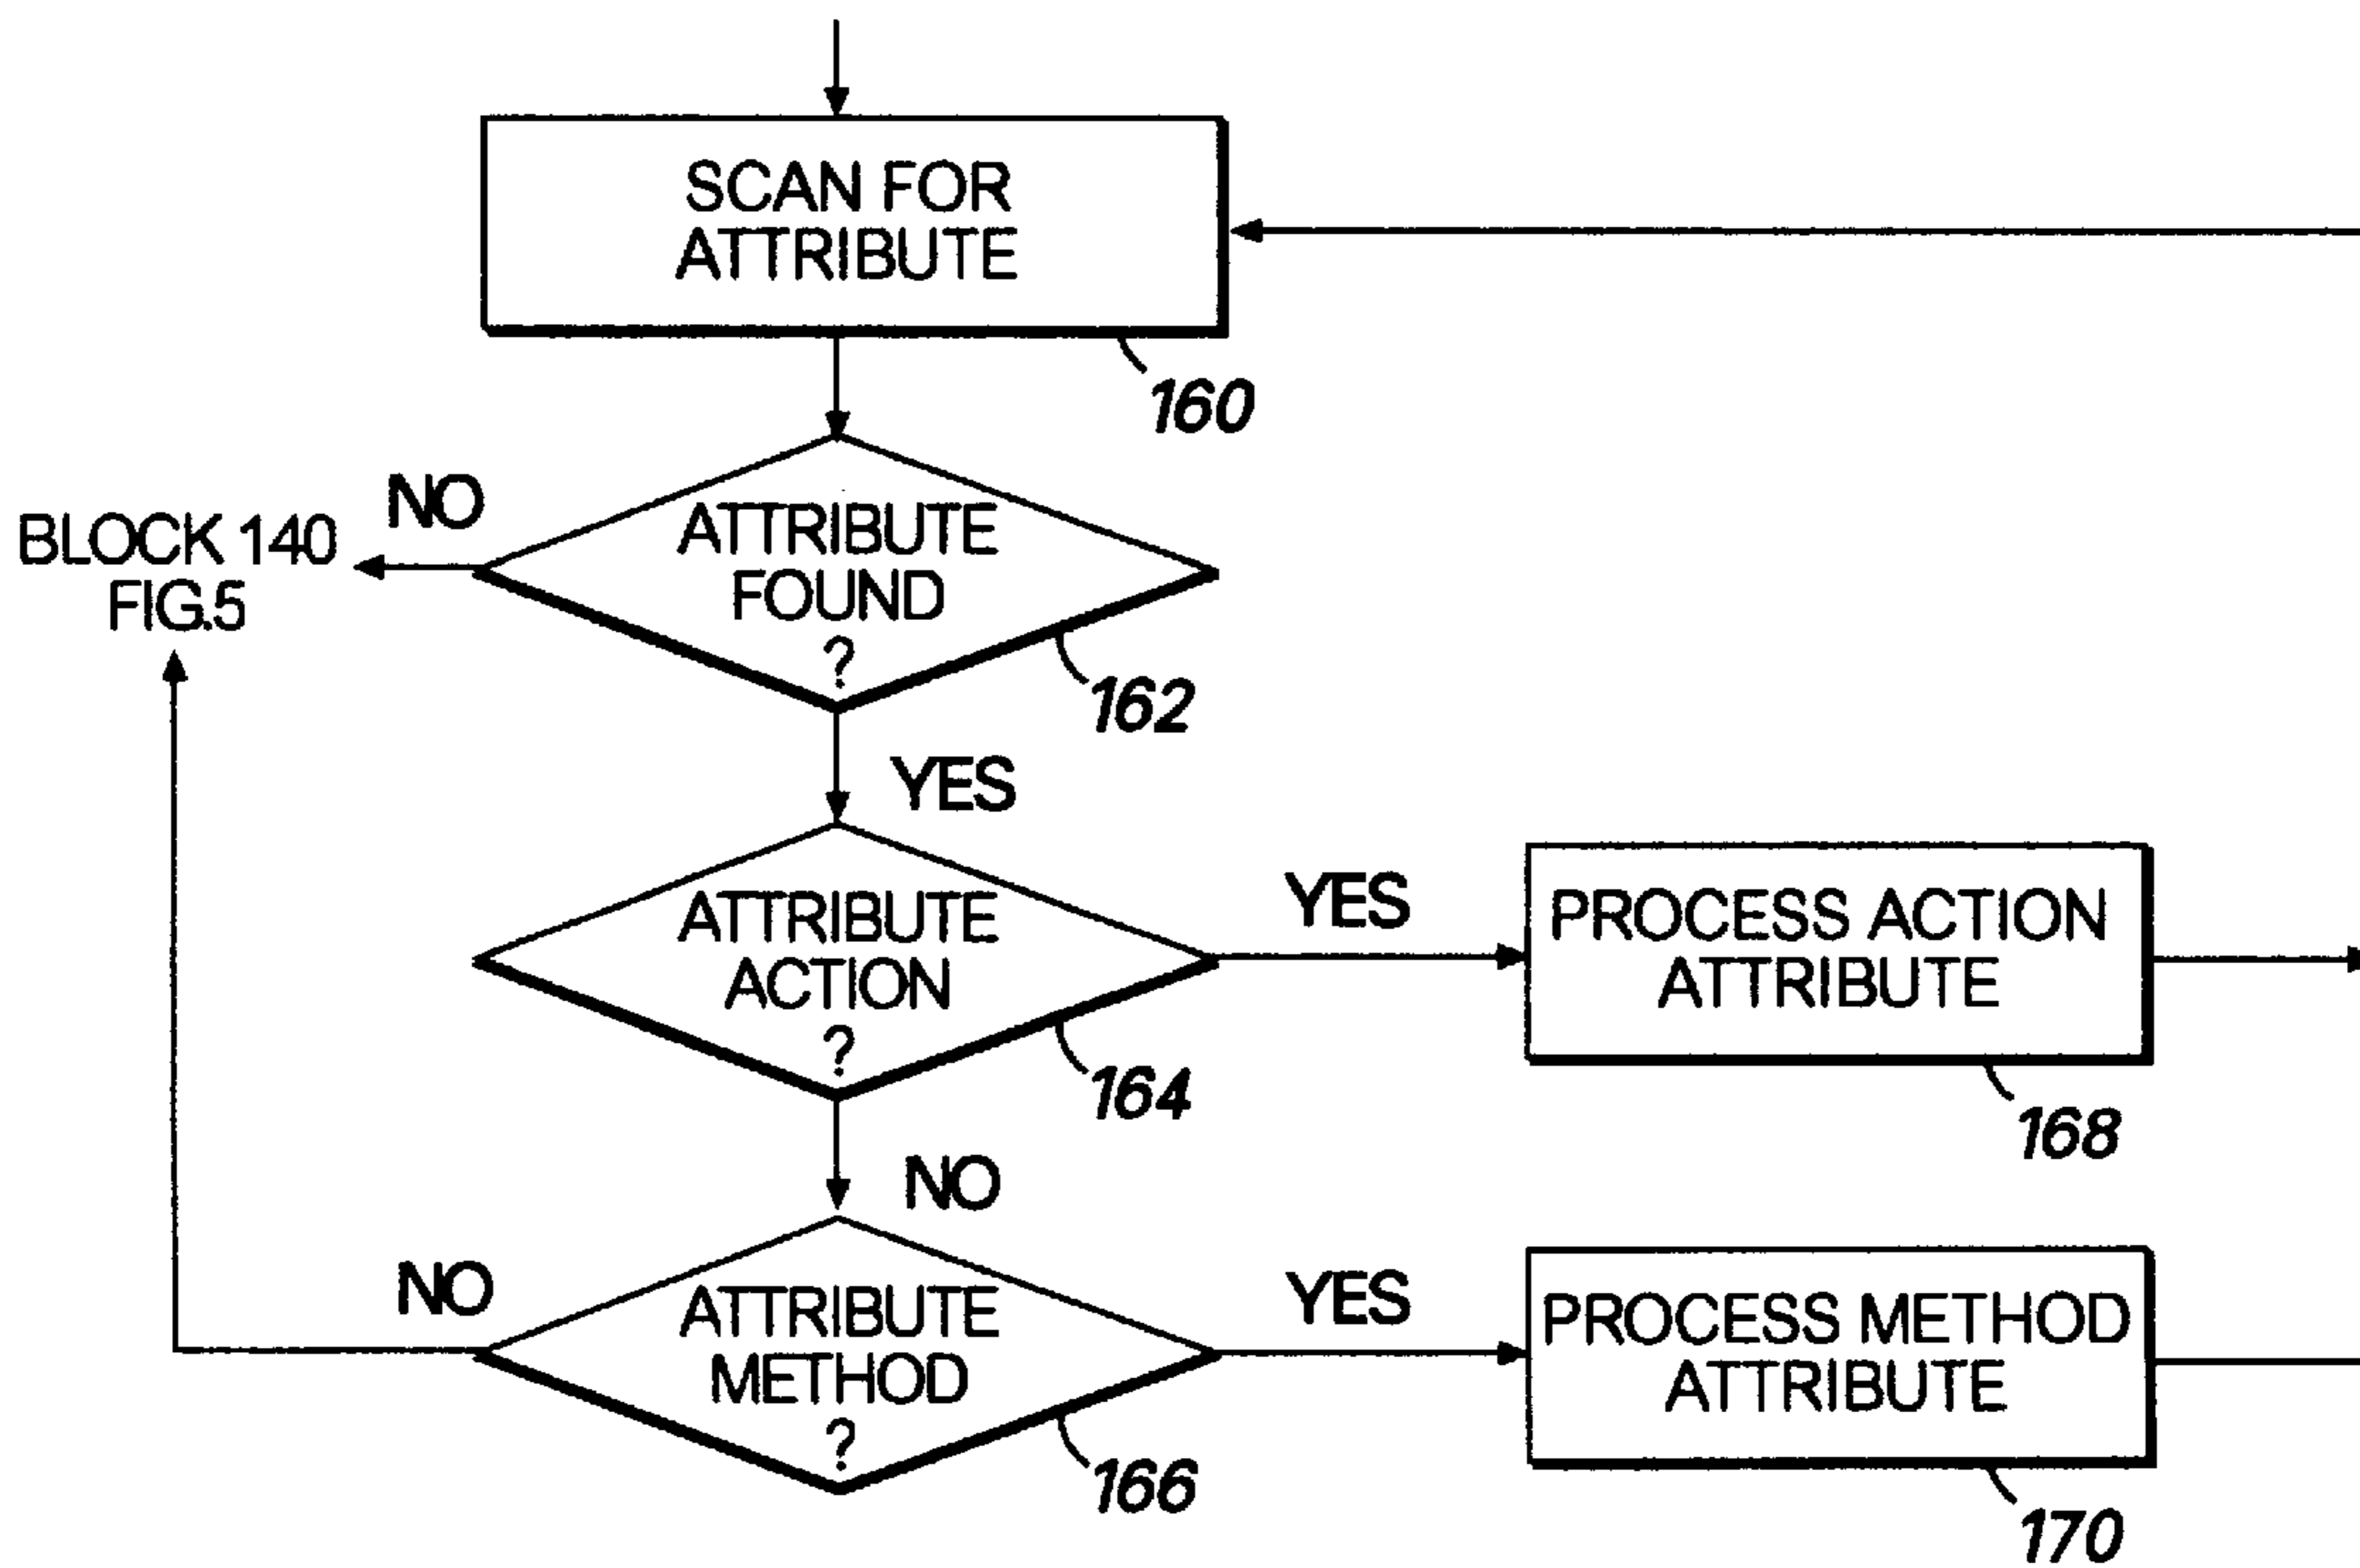 SCAN FOR
ATTRIBUTE
160
NO
BLOCK 140
FIG.5
ATTRIBUTE
FOUND
?
162
YES
ATTRIBUTE
ACTION
?
164
YES
PROCESS ACTION
ATTRIBUTE
168
NO
NO
ATTRIBUTE
METHOD
?
166
YES
PROCESS METHOD
ATTRIBUTE
170